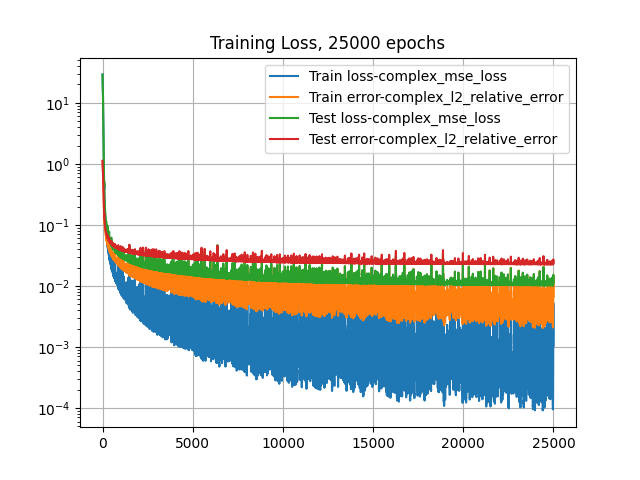 Training Loss, 25000 epochs
Train loss-complex_mse_loss
Train error-complex_l2_relative_error
Test loss-complex_mse_loss
Test error-complex_l2_relative_error
10¹
10⁰
10⁻¹
10⁻²
10⁻³
10⁻⁴
0 5000 10000 15000 20000 25000